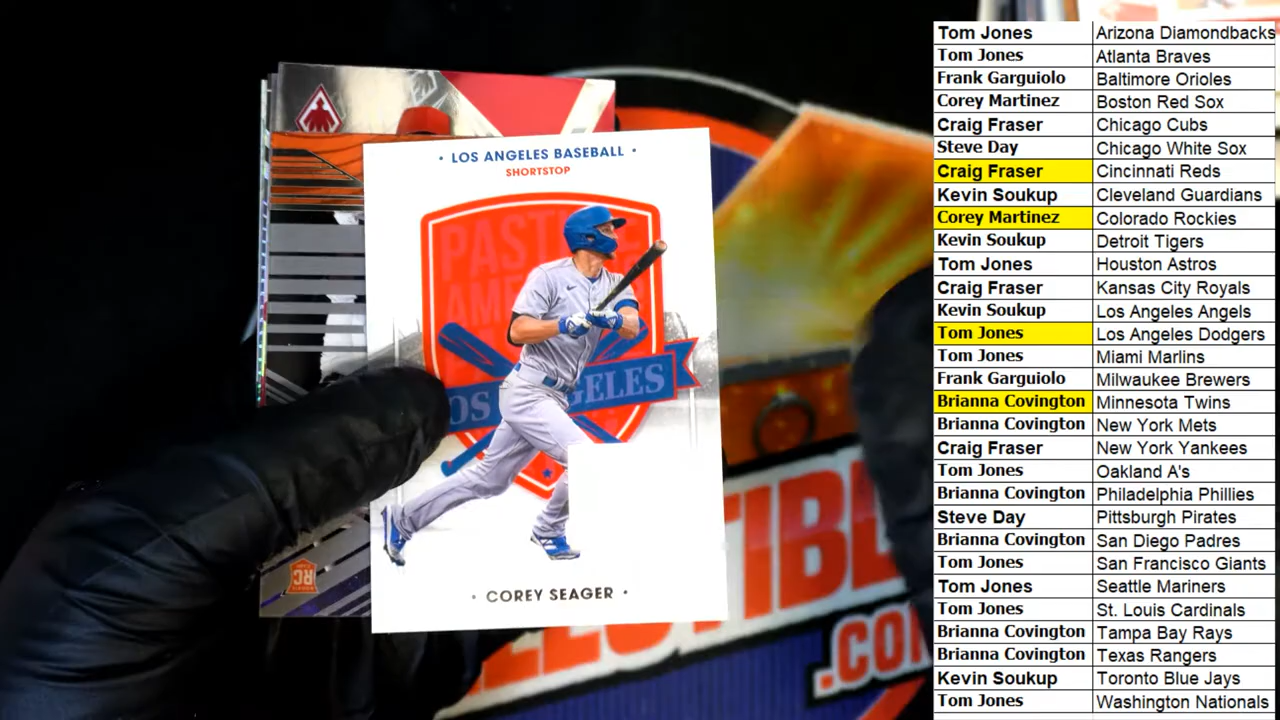 · LOS ANGELES BASEBALL ·
SHORTSTOP
LOS
GELES
· COREY SEAGER ·
RC
.CO
Tom Jones Arizona Diamondbacks
Tom Jones Atlanta Braves
Frank Garguiolo Baltimore Orioles
Corey Martinez Boston Red Sox
Craig Fraser Chicago Cubs
Steve Day Chicago White Sox
Craig Fraser Cincinnati Reds
Kevin Soukup Cleveland Guardians
Corey Martinez Colorado Rockies
Kevin Soukup Detroit Tigers
Tom Jones Houston Astros
Craig Fraser Kansas City Royals
Kevin Soukup Los Angeles Angels
Tom Jones Los Angeles Dodgers
Tom Jones Miami Marlins
Frank Garguiolo Milwaukee Brewers
Brianna Covington Minnesota Twins
Brianna Covington New York Mets
Craig Fraser New York Yankees
Tom Jones Oakland A's
Brianna Covington Philadelphia Phillies
Steve Day Pittsburgh Pirates
Brianna Covington San Diego Padres
Tom Jones San Francisco Giants
Tom Jones Seattle Mariners
Tom Jones St. Louis Cardinals
Brianna Covington Tampa Bay Rays
Brianna Covington Texas Rangers
Kevin Soukup Toronto Blue Jays
Tom Jones Washington Nationals